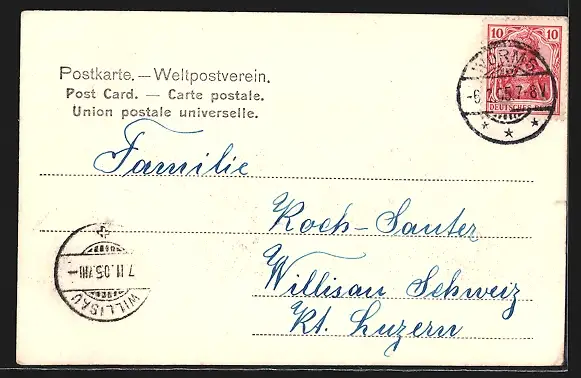 Postkarte. — Weltpostverein.
Post Card. — Carte postale.
Union postale universelle.
10 10
WORMS
DEUTSCHES REICH
Familie
Koch-Sauter
Willisau Schweiz
Kt. Luzern
7.II.05.VIII
WILLISAU